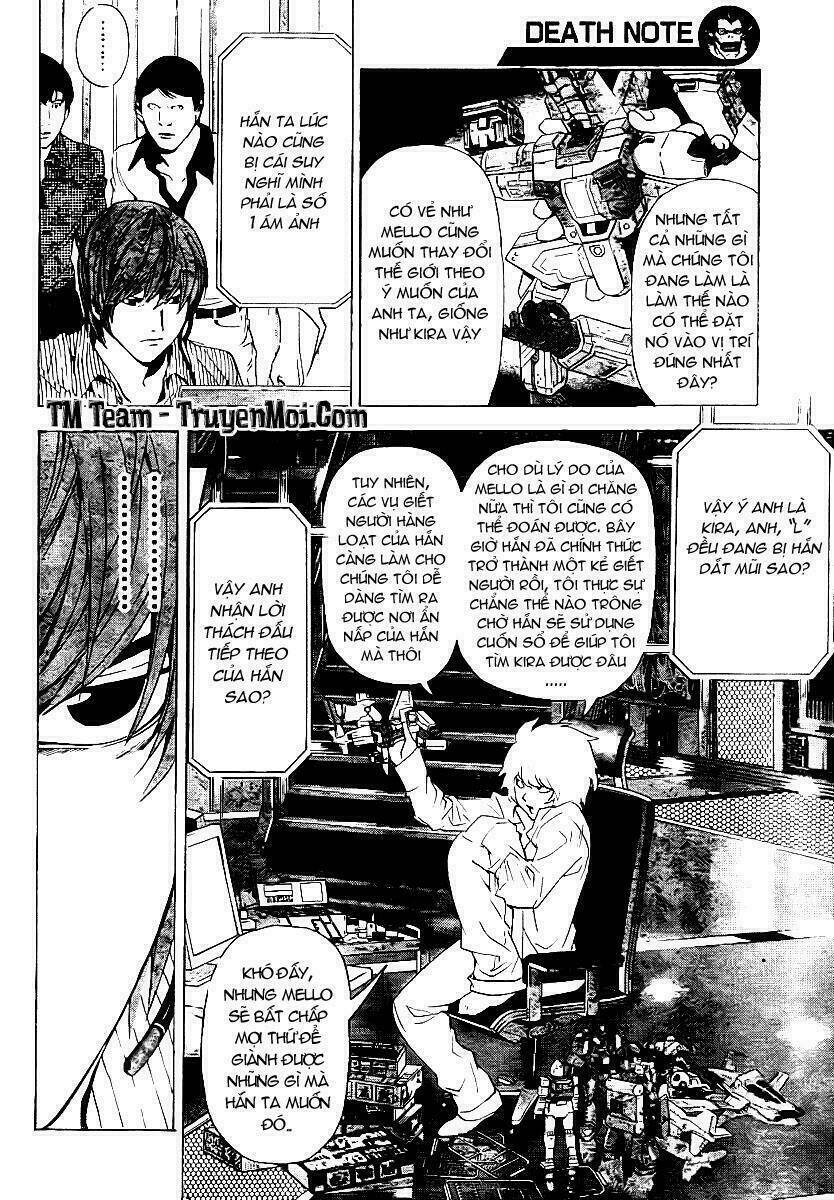 DEATH NOTE
NHƯNG TẤT
CẢ NHỮNG GÌ
MÀ CHÚNG TÔI
ĐANG LÀM LÀ
LÀM THẾ NÀO
CÓ THỂ ĐẶT
NÓ VÀO VỊ TRÍ
ĐÚNG NHẤT
ĐÂY?
CÓ VẺ NHƯ
MELLO CŨNG
MUỐN THAY ĐỔI
THẾ GIỚI THEO
Ý MUỐN CỦA
ANH TA, GIỐNG
NHƯ KIRA VẬY
HẮN TA LÚC
NÀO CŨNG
BỊ CÁI SUY
NGHĨ MÌNH
PHẢI LÀ SỐ
1 ÁM ẢNH
......
TM Team - TruyenMoi.Com
VẬY Ý ANH LÀ
KIRA, ANH, "L"
ĐỀU ĐANG BỊ HẮN
DẮT MŨI SAO?
CHO DÙ LÝ DO CỦA
MELLO LÀ GÌ ĐI CHĂNG
NỮA THÌ TÔI CŨNG CÓ
THỂ ĐOÁN ĐƯỢC. BÂY
GIỜ HẮN ĐÃ CHÍNH THỨC
TRỞ THÀNH MỘT KẺ GIẾT
NGƯỜI RỒI, TÔI THỰC SỰ
CHẲNG THỂ NÀO TRÔNG
CHỜ HẮN SẼ SỬ DỤNG
CUỐN SỔ ĐỂ GIÚP TÔI
TÌM KIRA ĐƯỢC ĐÂU
.....
TUY NHIÊN,
CÁC VỤ GIẾT
NGƯỜI HÀNG
LOẠT CỦA HẮN
CÀNG LÀM CHO
CHÚNG TÔI DỄ
DÀNG TÌM RA
ĐƯỢC NƠI ẨN
NẤP CỦA HẮN
MÀ THÔI
VẬY ANH
NHẬN LỜI
THÁCH ĐẤU
TIẾP THEO
CỦA HẮN
SAO?
KHÓ ĐẤY,
NHƯNG MELLO
SẼ BẤT CHẤP
MỌI THỨ ĐỂ
GIÀNH ĐƯỢC
NHỮNG GÌ MÀ
HẮN TA MUỐN
ĐÓ..